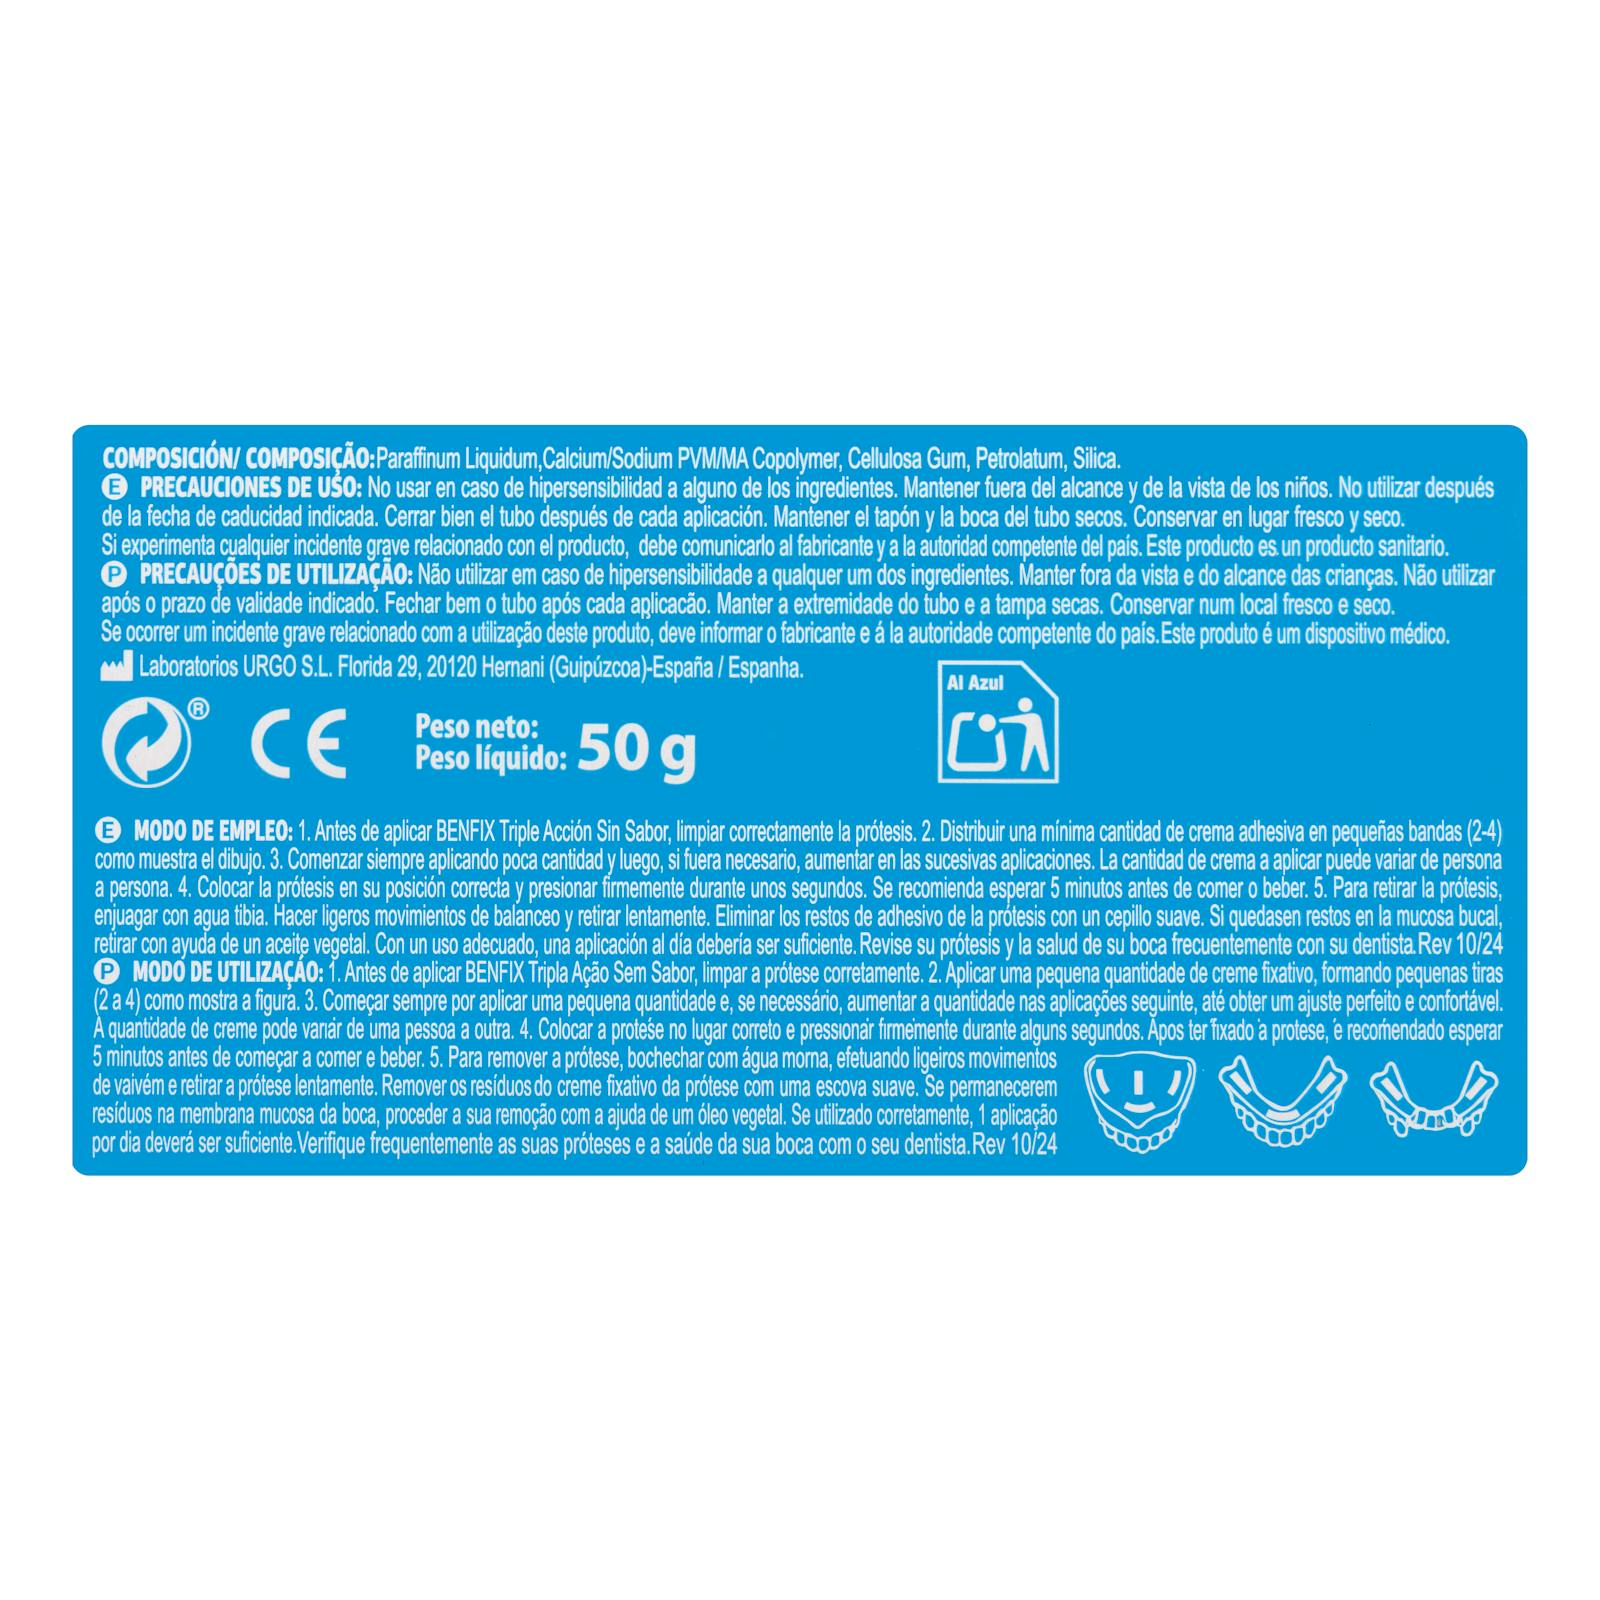 COMPOSICIÓN/ COMPOSIÇÃO:Paraffinum Liquidum,Calcium/Sodium PVM/MA Copolymer, Cellulosa Gum, Petrolatum, Silica.
E PRECAUCIONES DE USO: No usar en caso de hipersensibilidad a alguno de los ingredientes. Mantener fuera del alcance y de la vista de los niños. No utilizar después
de la fecha de caducidad indicada. Cerrar bien el tubo después de cada aplicación. Mantener el tapón y la boca del tubo secos. Conservar en lugar fresco y seco.
Si experimenta cualquier incidente grave relacionado con el producto, debe comunicarlo al fabricante y a la autoridad competente del país. Este producto es un producto sanitario.
P PRECAUÇÕES DE UTILIZAÇÃO: Não utilizar em caso de hipersensibilidade a qualquer um dos ingredientes. Manter fora da vista e do alcance das crianças. Não utilizar
após o prazo de validade indicado. Fechar bem o tubo após cada aplicacão. Manter a extremidade do tubo e a tampa secas. Conservar num local fresco e seco.
Se ocorrer um incidente grave relacionado com a utilização deste produto, deve informar o fabricante e á la autoridade competente do país.Este produto é um dispositivo médico.
Laboratorios URGO S.L. Florida 29, 20120 Hernani (Guipúzcoa)-España / Espanha.
Al Azul
®
CE
Peso neto:
Peso líquido: 50 g
E MODO DE EMPLEO: 1. Antes de aplicar BENFIX Triple Acción Sin Sabor, limpiar correctamente la prótesis. 2. Distribuir una mínima cantidad de crema adhesiva en pequeñas bandas (2-4)
como muestra el dibujo. 3. Comenzar siempre aplicando poca cantidad y luego, si fuera necesario, aumentar en las sucesivas aplicaciones. La cantidad de crema a aplicar puede variar de persona
a persona. 4. Colocar la prótesis en su posición correcta y presionar firmemente durante unos segundos. Se recomienda esperar 5 minutos antes de comer o beber. 5. Para retirar la prótesis,
enjuagar con agua tibia. Hacer ligeros movimientos de balanceo y retirar lentamente. Eliminar los restos de adhesivo de la prótesis con un cepillo suave. Si quedasen restos en la mucosa bucal,
retirar con ayuda de un aceite vegetal. Con un uso adecuado, una aplicación al día debería ser suficiente. Revise su prótesis y la salud de su boca frecuentemente con su dentista.Rev 10/24
P MODO DE UTILIZAÇÁO: 1. Antes de aplicar BENFIX Tripla Ação Sem Sabor, limpar a prótese corretamente. 2. Aplicar uma pequena quantidade de creme fixativo, formando pequenas tiras
(2 a 4) como mostra a figura. 3. Começar sempre por aplicar uma pequena quantidade e, se necessário, aumentar a quantidade nas aplicações seguinte, até obter um ajuste perfeito e confortável.
A quantidade de creme pode variar de uma pessoa a outra. 4. Colocar a protése no lugar correto e pressionar firmemente durante alguns segundos. Apos ter fixado a protese, é recomendado esperar
5 minutos antes de começar a comer e beber. 5. Para remover a prótese, bochechar com água morna, efetuando ligeiros movimentos
de vaivém e retirar a prótese lentamente. Remover os resíduos do creme fixativo da prótese com uma escova suave. Se permanecerem
resíduos na membrana mucosa da boca, proceder a sua remoção com a ajuda de um óleo vegetal. Se utilizado corretamente, 1 aplicação
por dia deverá ser suficiente.Verifique frequentemente as suas próteses e a saúde da sua boca com o seu dentista.Rev 10/24